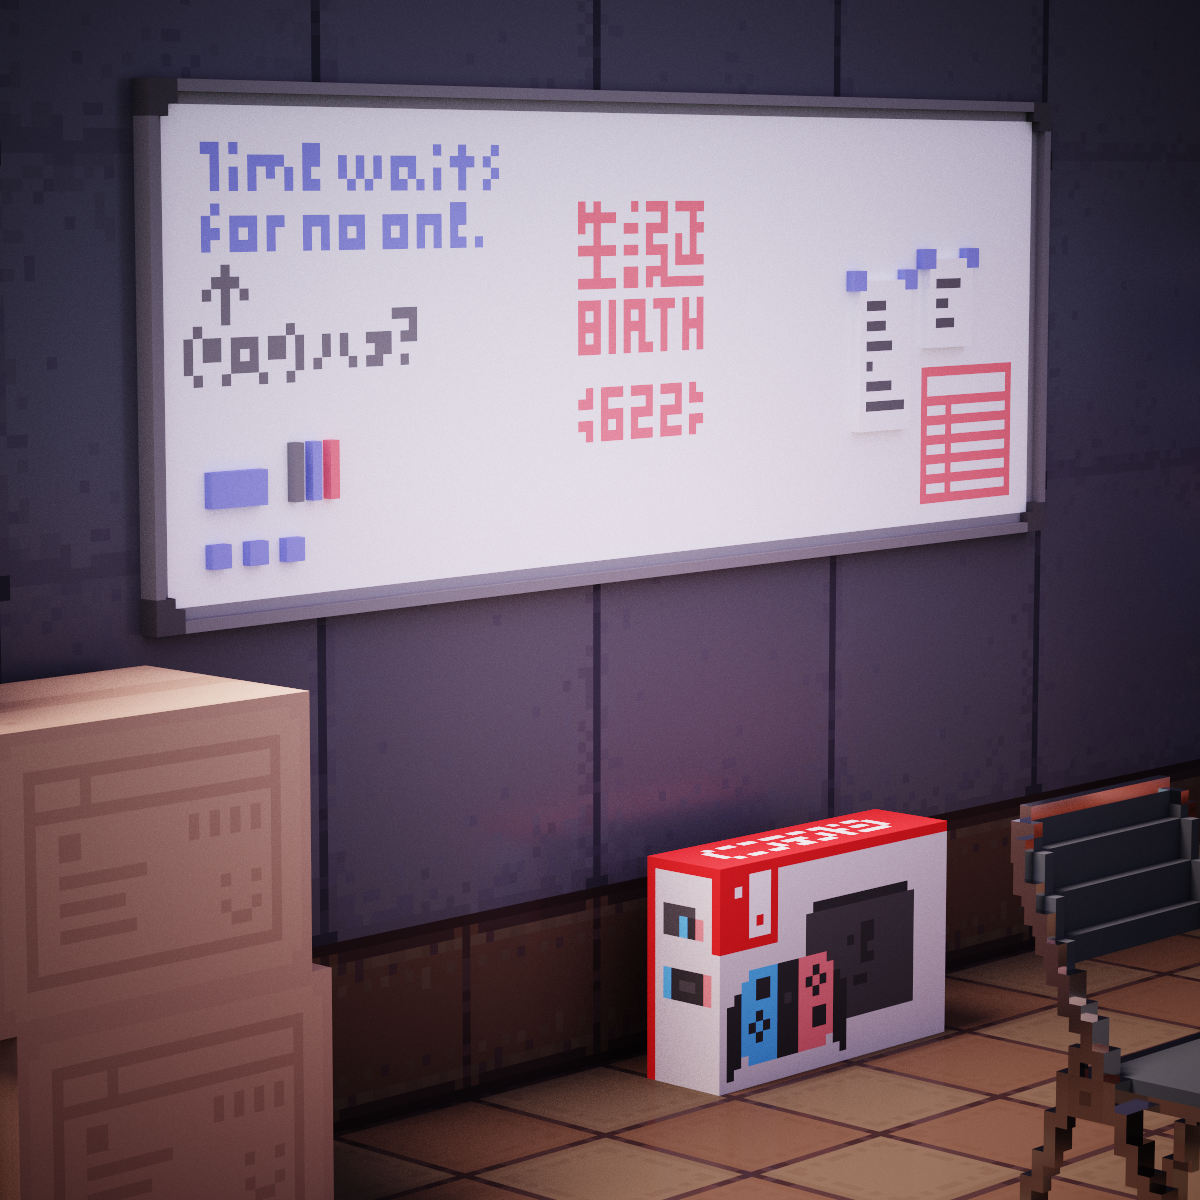 Time waits
for no one.
↑
生誕
BIRTH
{622}